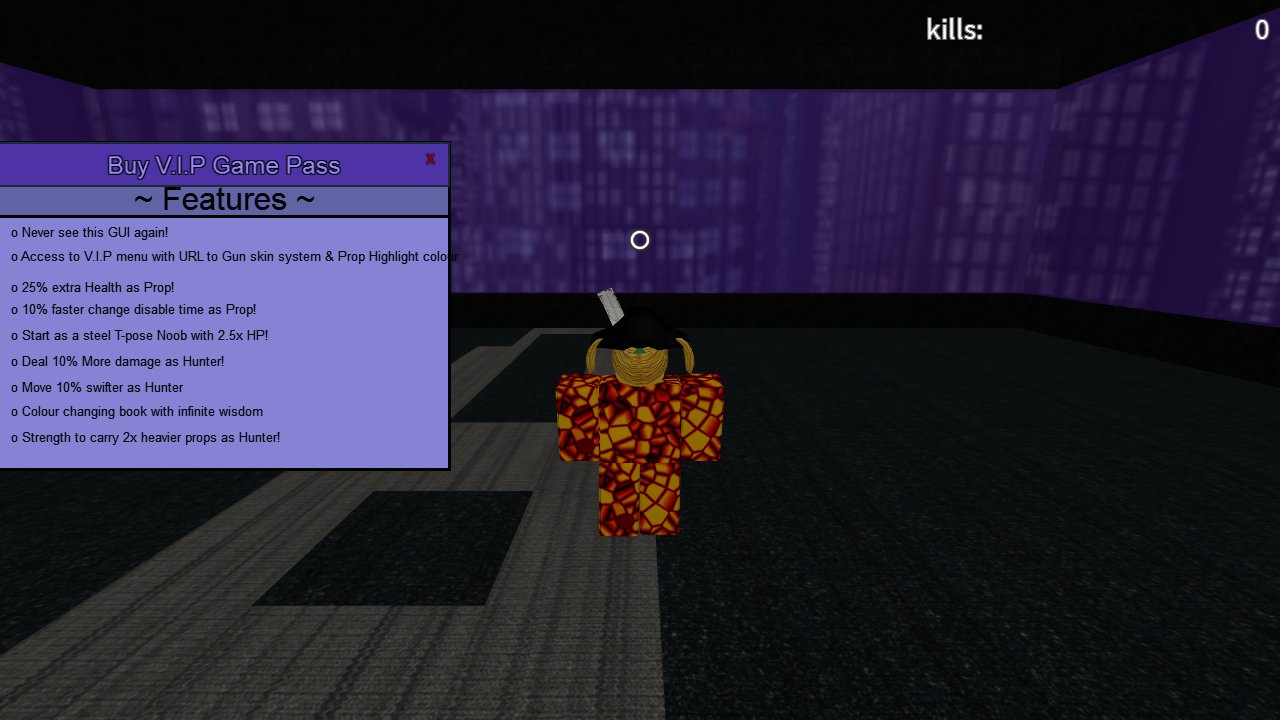 kills: 0
Buy V.I.P Game Pass X
~ Features ~
o Never see this GUI again!
o Access to V.I.P menu with URL to Gun skin system & Prop Highlight colour
o 25% extra Health as Prop!
o 10% faster change disable time as Prop!
o Start as a steel T-pose Noob with 2.5x HP!
o Deal 10% More damage as Hunter!
o Move 10% swifter as Hunter
o Colour changing book with infinite wisdom
o Strength to carry 2x heavier props as Hunter!